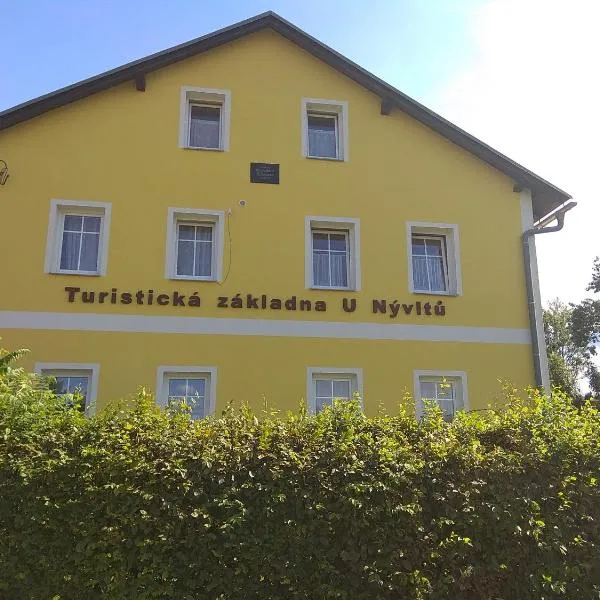 Turistická základna U Nývltů